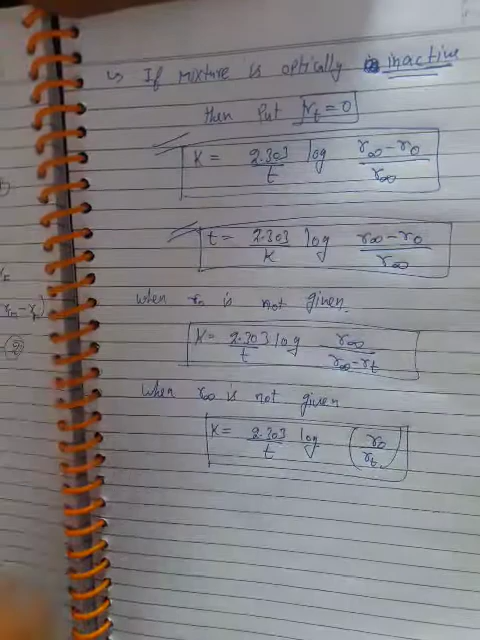 ↳ If mixture is optically inactive
then put r_t = 0
K = 2.303/t log (r∞ - r0)/r∞
t = 2.303/K log (r∞ - r0)/r∞
when r0 is not given.
K = 2.303/t log r∞/(r∞ - rt)
When r∞ is not given
K = 2.303/t log (r0/rt)